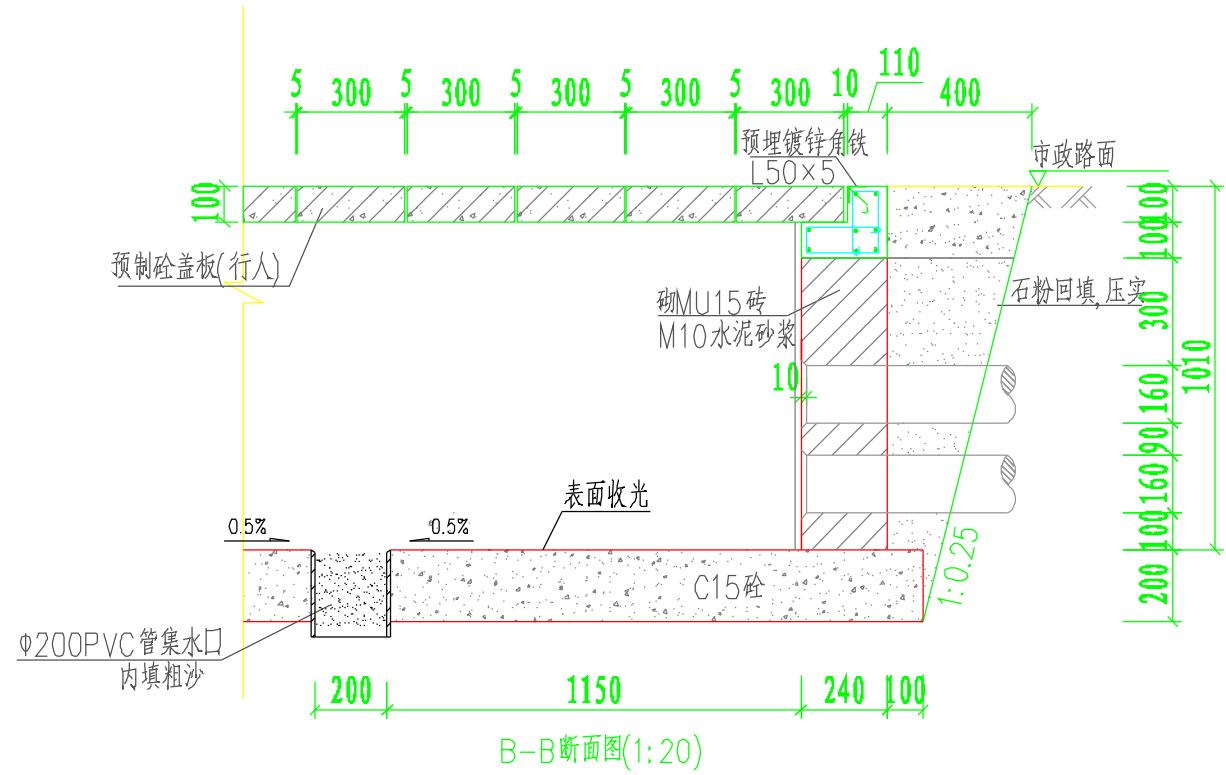 5 300 5 300 5 300 5 300 5 300 10 110 400
预埋镀锌角铁
L50×5
市政路面
100
预制砼盖板(行人)
砌MU15砖
M10水泥砂浆
石粉回填,压实
100
100
300
160
90
160
100
200
1010
10
表面收光
0.5% 0.5%
C15砼
1:0.25
Φ200PVC管集水口
内填粗沙
200 1150 240 100
B-B断面图(1:20)